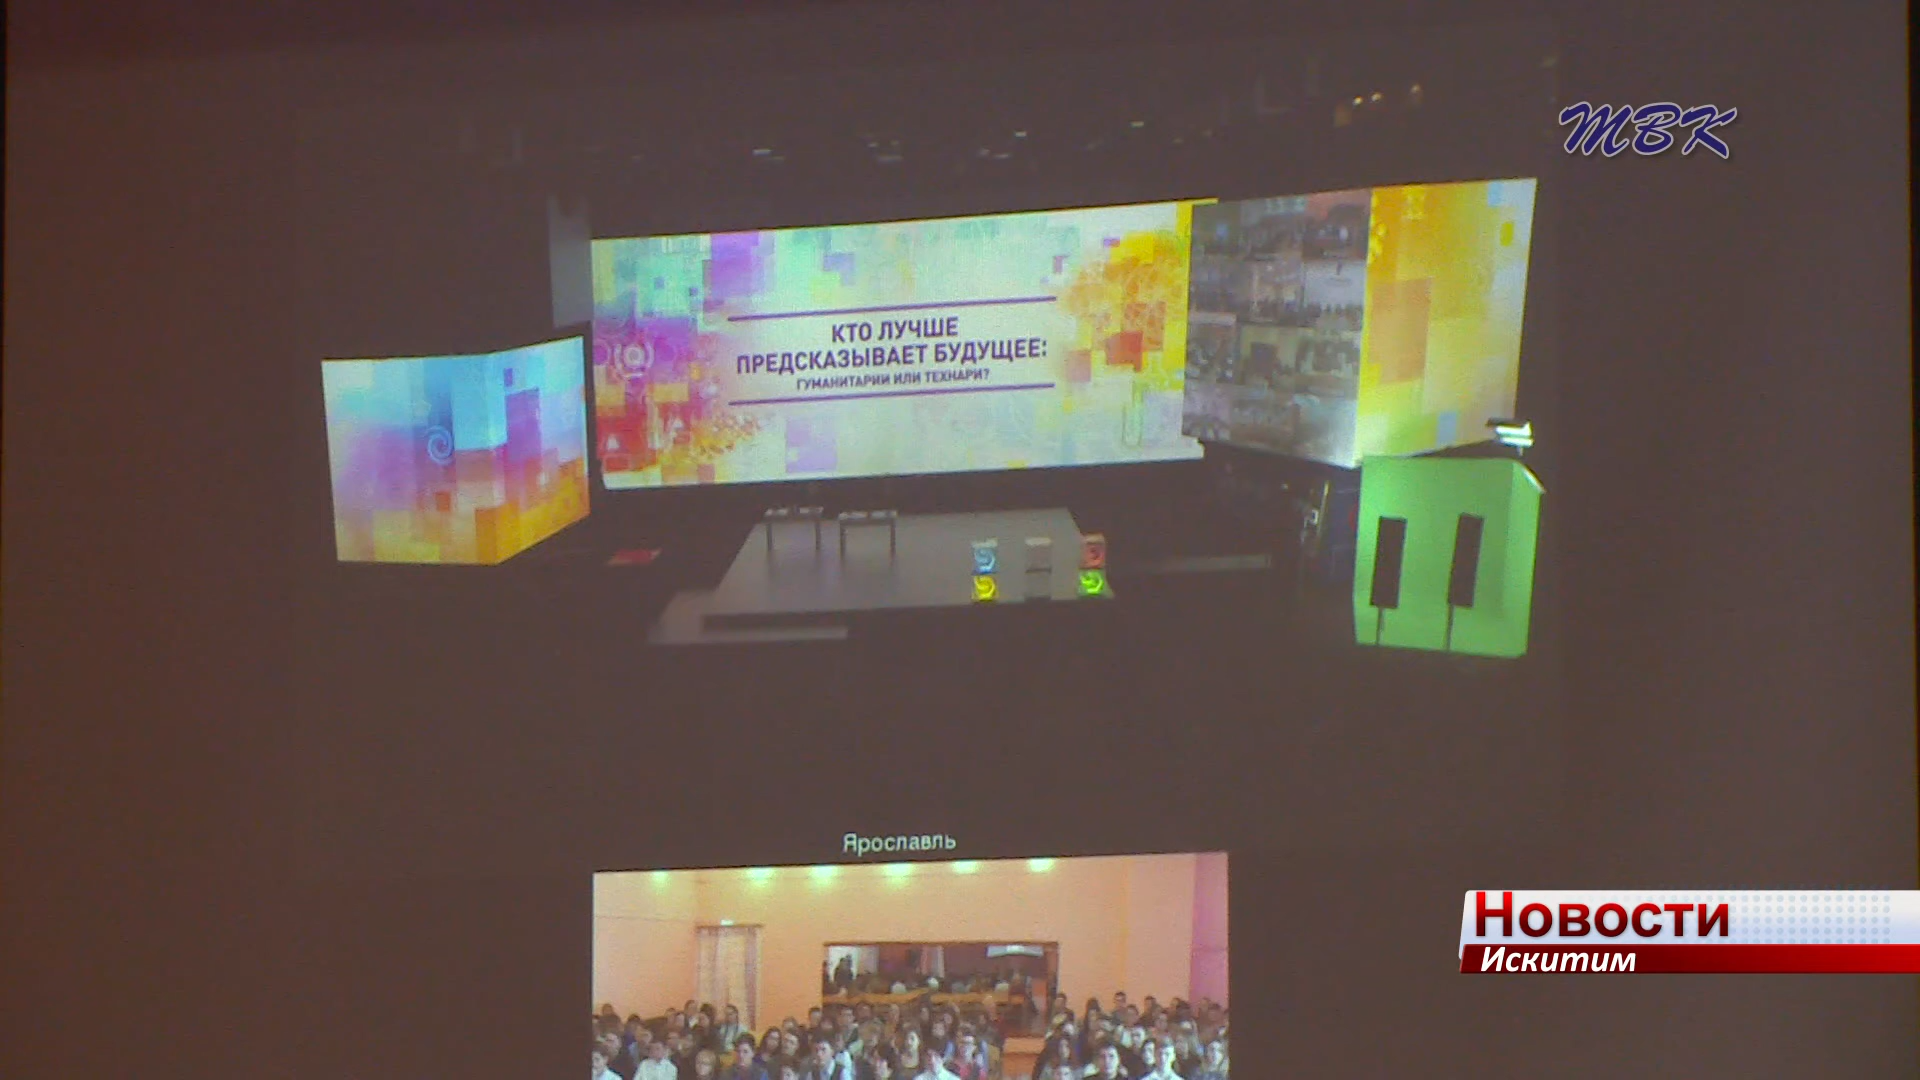 ТВК
КТО ЛУЧШЕ
ПРЕДСКАЗЫВАЕТ БУДУЩЕЕ:
ГУМАНИТАРИИ ИЛИ ТЕХНАРИ?
Ярославль
Новости
Искитим